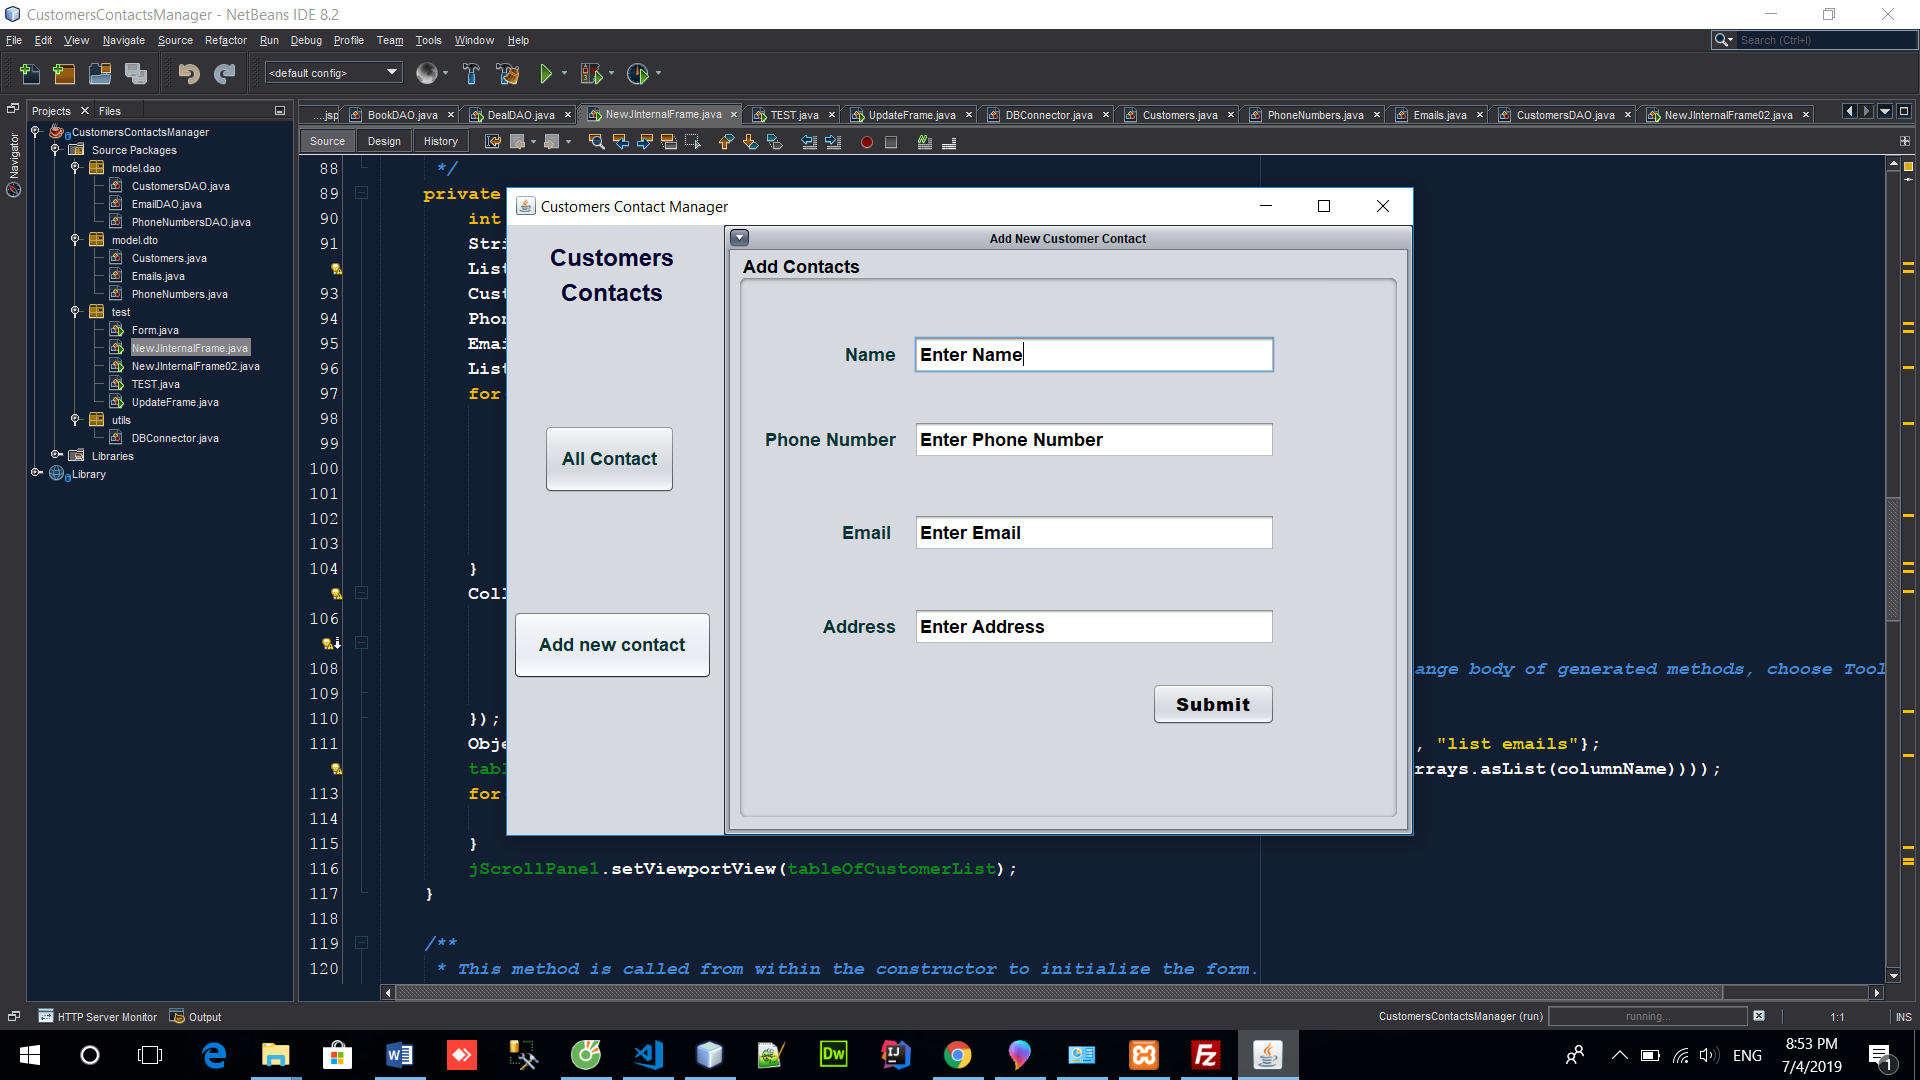 CustomersContactsManager - NetBeans IDE 8.2
File Edit View Navigate Source Refactor Run Debug Profile Team Tools Window Help
Search (Ctrl+I)
<default config>
Projects Files
Navigator
CustomersContactsManager
Source Packages
model.dao
CustomersDAO.java
EmailDAO.java
PhoneNumbersDAO.java
model.dto
Customers.java
Emails.java
PhoneNumbers.java
test
Form.java
NewJInternalFrame.java
NewJInternalFrame02.java
TEST.java
UpdateFrame.java
utils
DBConnector.java
Libraries
Library
....jsp BookDAO.java DealDAO.java NewJInternalFrame.java TEST.java UpdateFrame.java DBConnector.java Customers.java PhoneNumbers.java Emails.java CustomersDAO.java NewJInternalFrame02.java
Source Design History
88 */
89 private
90 int
91 Stri
List
93 Cust
94 Phon
95 Emai
96 List
97 for
98
99
100
101
102
103
104 }
Coll
106
108 ange body of generated methods, choose Tool
109
110 });
111 Obje , "list emails"};
tabl rrays.asList(columnName))));
113 for
114
115 }
116 jScrollPane1.setViewportView(tableOfCustomerList);
117 }
118
119 /**
120 * This method is called from within the constructor to initialize the form.
Customers Contact Manager
Customers
Contacts
All Contact
Add new contact
Add New Customer Contact
Add Contacts
Name Enter Name
Phone Number Enter Phone Number
Email Enter Email
Address Enter Address
Submit
HTTP Server Monitor Output
CustomersContactsManager (run) running... 1:1 INS
ENG
8:53 PM
7/4/2019
1